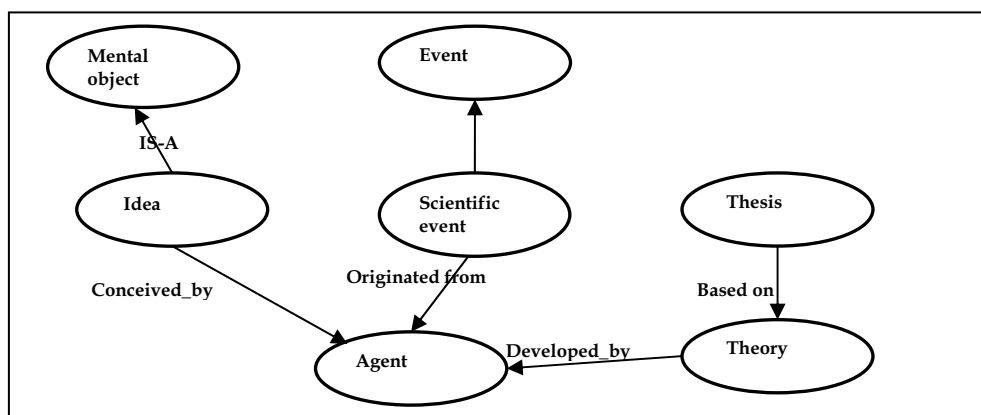 Mental
object
Event
IS-A
Idea
Scientific
event
Thesis
Conceived_by
Originated from
Based on
Agent
Developed_by
Theory